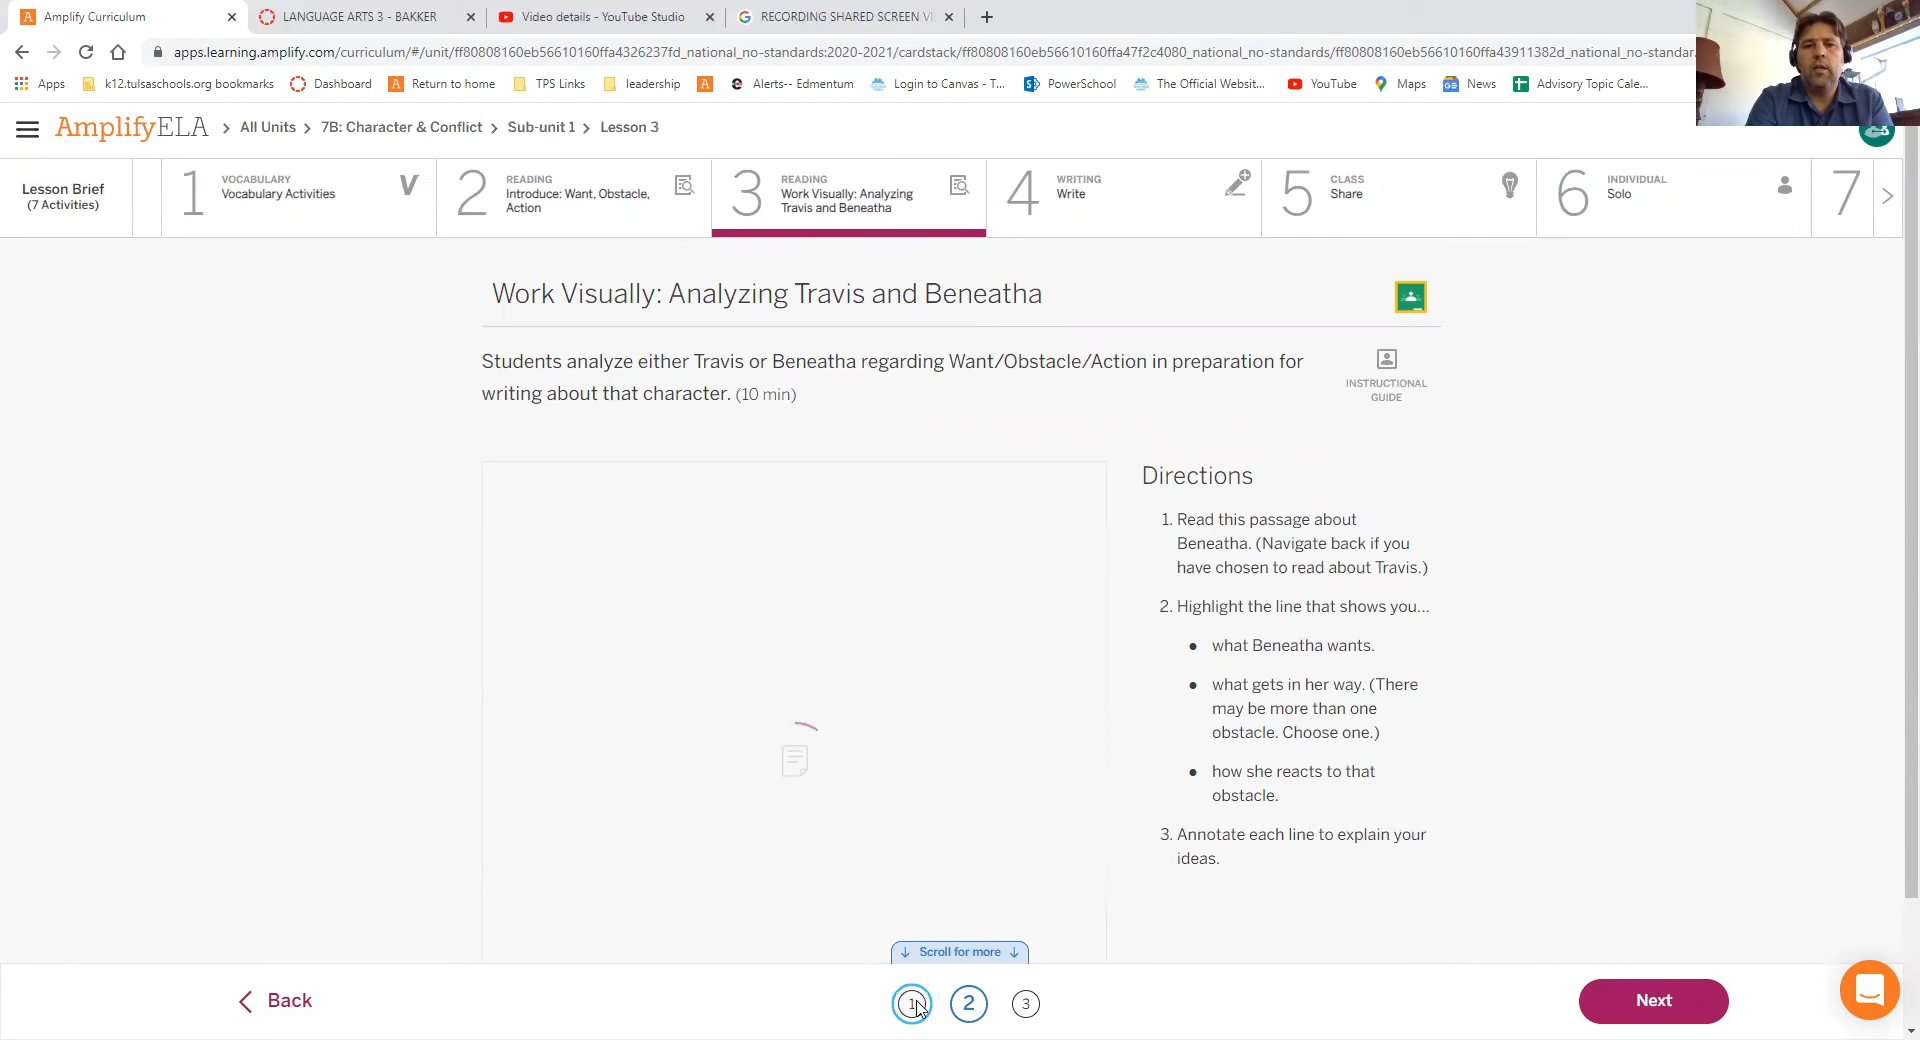 Amplify Curriculum
LANGUAGE ARTS 3 - BAKKER
Video details - YouTube Studio
RECORDING SHARED SCREEN VI
apps.learning.amplify.com/curriculum/#/unit/ff80808160eb56610160ffa4326237fd_national_no-standards:2020-2021/cardstack/ff80808160eb56610160ffa47f2c4080_national_no-standards/ff80808160eb56610160ffa43911382d_national_no-standar...
Apps
k12.tulsaschools.org bookmarks
Dashboard
Return to home
TPS Links
leadership
Alerts-- Edmentum
Login to Canvas - T...
PowerSchool
The Official Websit...
YouTube
Maps
News
Advisory Topic Cale...
AmplifyELA > All Units > 7B: Character & Conflict > Sub-unit 1 > Lesson 3
Lesson Brief
(7 Activities)
1
VOCABULARY
Vocabulary Activities
V
2
READING
Introduce: Want, Obstacle,
Action
3
READING
Work Visually: Analyzing
Travis and Beneatha
4
WRITING
Write
5
CLASS
Share
6
INDIVIDUAL
Solo
7
Work Visually: Analyzing Travis and Beneatha
Students analyze either Travis or Beneatha regarding Want/Obstacle/Action in preparation for
writing about that character. (10 min)
INSTRUCTIONAL
GUIDE
Directions
1. Read this passage about
Beneatha. (Navigate back if you
have chosen to read about Travis.)
2. Highlight the line that shows you...
• what Beneatha wants.
• what gets in her way. (There
may be more than one
obstacle. Choose one.)
• how she reacts to that
obstacle.
3. Annotate each line to explain your
ideas.
Scroll for more
Back
1
2
3
Next